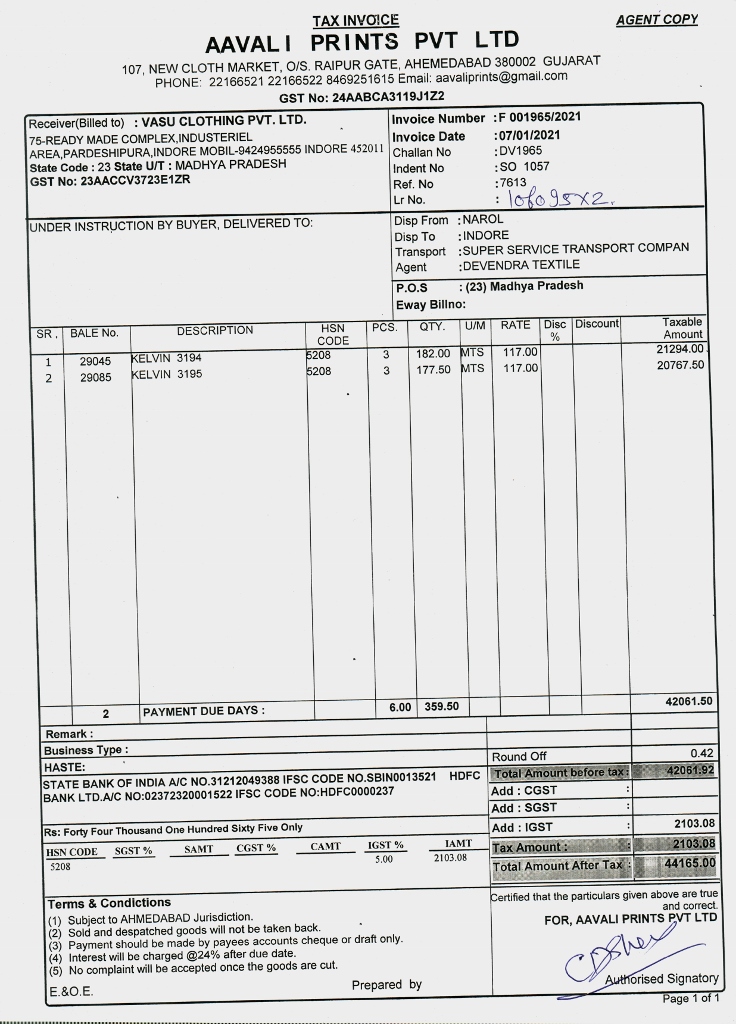 TAX INVOICE
AGENT COPY
AAVALI PRINTS PVT LTD
107, NEW CLOTH MARKET, O/S. RAIPUR GATE, AHEMEDABAD 380002 GUJARAT
PHONE: 22166521 22166522 8469251615 Email: aavaliprints@gmail.com
GST No: 24AABCA3119J1Z2
Receiver(Billed to) : VASU CLOTHING PVT. LTD.
75-READY MADE COMPLEX,INDUSTERIEL
AREA,PARDESHIPURA,INDORE MOBIL-9424955555 INDORE 452011
State Code : 23 State U/T : MADHYA PRADESH
GST No: 23AACCV3723E1ZR
Invoice Number : F 001965/2021
Invoice Date : 07/01/2021
Challan No : DV1965
Indent No : SO 1057
Ref. No : 7613
Lr No. :
UNDER INSTRUCTION BY BUYER, DELIVERED TO:
Disp From : NAROL
Disp To : INDORE
Transport : SUPER SERVICE TRANSPORT COMPAN
Agent : DEVENDRA TEXTILE
P.O.S : (23) Madhya Pradesh
Eway Billno:
SR. BALE No. DESCRIPTION HSN CODE PCS. QTY. U/M RATE Disc % Discount Taxable Amount
1 29045 KELVIN 3194 5208 3 182.00 MTS 117.00 21294.00
2 29085 KELVIN 3195 5208 3 177.50 MTS 117.00 20767.50
2 PAYMENT DUE DAYS : 6.00 359.50 42061.50
Remark :
Business Type :
HASTE:
STATE BANK OF INDIA A/C NO.31212049388 IFSC CODE NO.SBIN0013521 HDFC
BANK LTD.A/C NO:02372320001522 IFSC CODE NO:HDFC0000237
Rs: Forty Four Thousand One Hundred Sixty Five Only
HSN CODE SGST % SAMT CGST % CAMT IGST % IAMT
5208 5.00 2103.08
Round Off 0.42
Total Amount before tax : 42061.92
Add : CGST :
Add : SGST :
Add : IGST : 2103.08
Tax Amount : 2103.08
Total Amount After Tax : 44165.00
Terms & Condictions
(1) Subject to AHMEDABAD Jurisdiction.
(2) Sold and despatched goods will not be taken back.
(3) Payment should be made by payees accounts cheque or draft only.
(4) Interest will be charged @24% after due date.
(5) No complaint will be accepted once the goods are cut.
E.&O.E.
Prepared by
Certified that the particulars given above are true
and correct.
FOR, AAVALI PRINTS PVT LTD
Authorised Signatory
Page 1 of 1